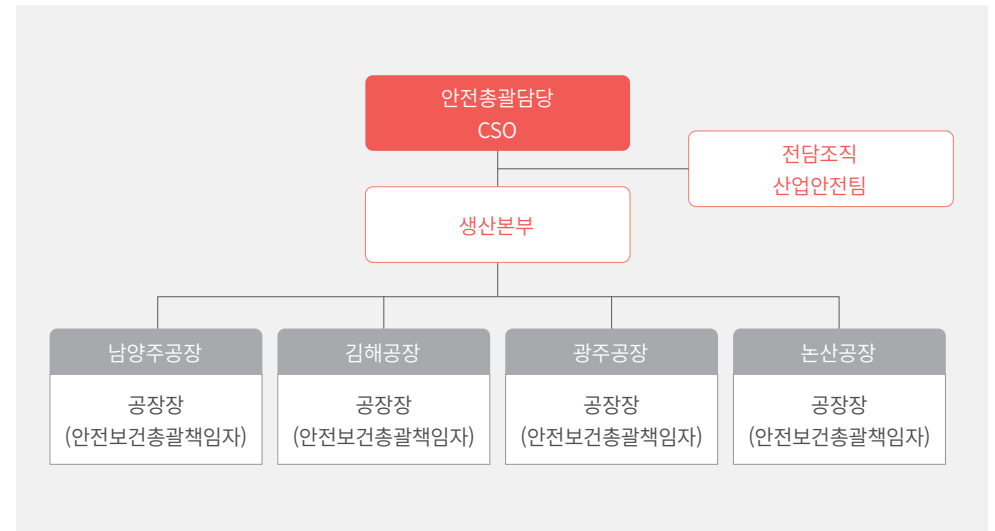 안전총괄담당
CSO
전담조직
산업안전팀
생산본부
남양주공장
공장장
(안전보건총괄책임자)
김해공장
공장장
(안전보건총괄책임자)
광주공장
공장장
(안전보건총괄책임자)
논산공장
공장장
(안전보건총괄책임자)